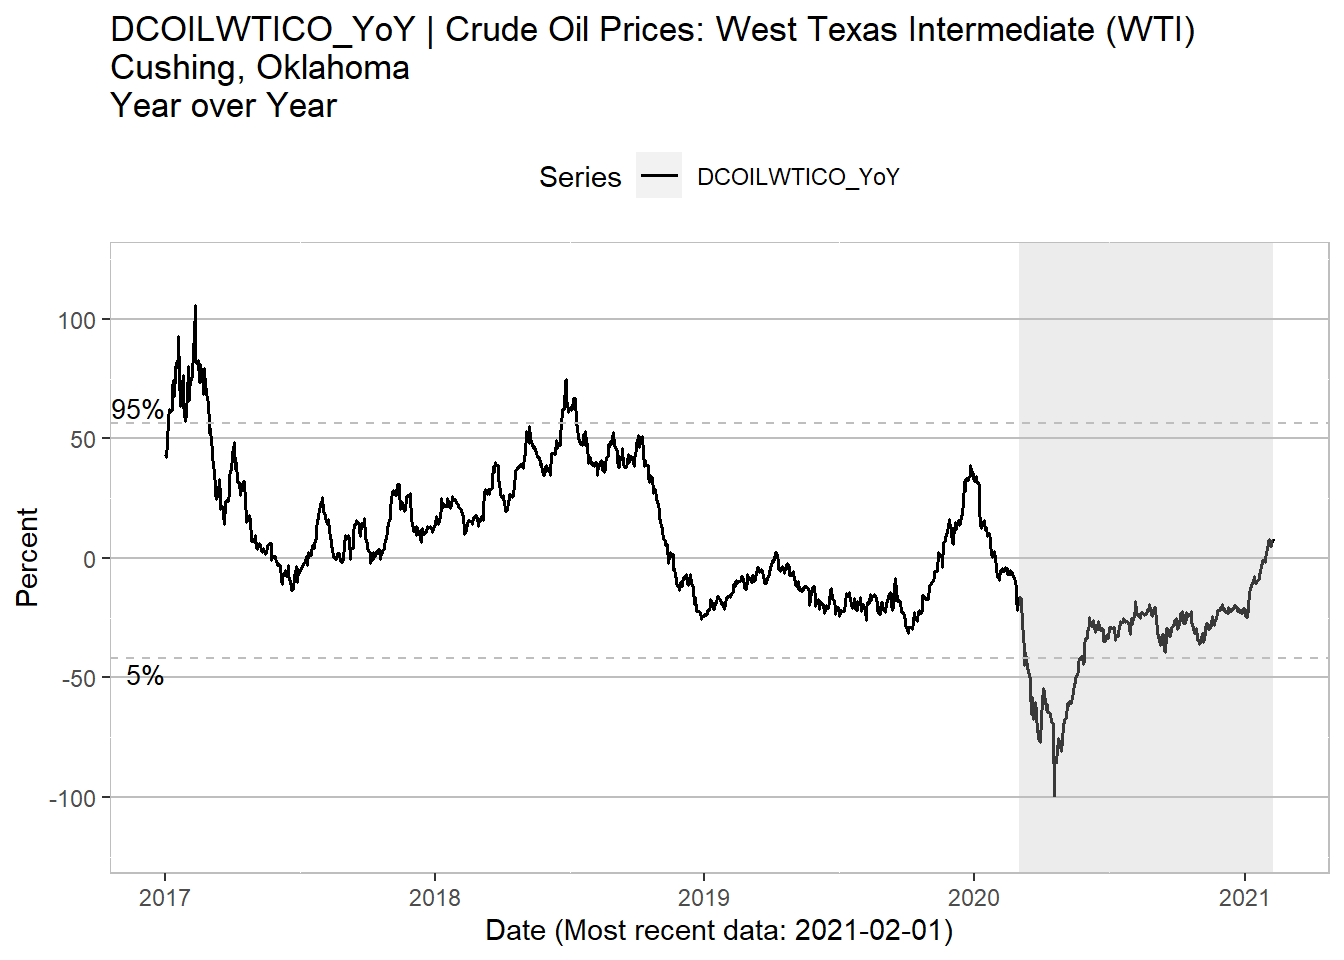 DCOILWTICO_YoY | Crude Oil Prices: West Texas Intermediate (WTI)
Cushing, Oklahoma
Year over Year
Series DCOILWTICO_YoY
100
95%
50
Percent
0
5%
-50
-100
2017 2018 2019 2020 2021
Date (Most recent data: 2021-02-01)